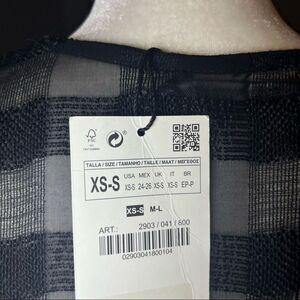 FSC
TALLA / SIZE / TAMANHO / TAILLE / MAAT / ΜΕΓΕΘΟΣ
XS-S
USA MEX UK IT BR
XS-S 24-26 XS-S XS-S EP-P
XS-S M-L
ART.: 2903 / 041 / 800
02903041800104